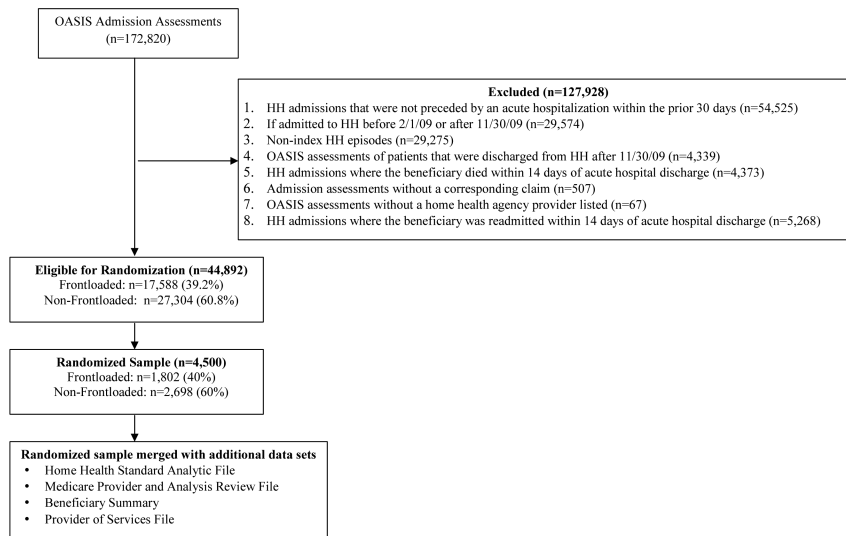 OASIS Admission Assessments
(n=172,820)
Excluded (n=127,928)
1. HH admissions that were not preceded by an acute hospitalization within the prior 30 days (n=54,525)
2. If admitted to HH before 2/1/09 or after 11/30/09 (n=29,574)
3. Non-index HH episodes (n=29,275)
4. OASIS assessments of patients that were discharged from HH after 11/30/09 (n=4,339)
5. HH admissions where the beneficiary died within 14 days of acute hospital discharge (n=4,373)
6. Admission assessments without a corresponding claim (n=507)
7. OASIS assessments without a home health agency provider listed (n=67)
8. HH admissions where the beneficiary was readmitted within 14 days of acute hospital discharge (n=5,268)
Eligible for Randomization (n=44,892)
Frontloaded: n=17,588 (39.2%)
Non-Frontloaded: n=27,304 (60.8%)
Randomized Sample (n=4,500)
Frontloaded: n=1,802 (40%)
Non-Frontloaded: n=2,698 (60%)
Randomized sample merged with additional data sets
• Home Health Standard Analytic File
• Medicare Provider and Analysis Review File
• Beneficiary Summary
• Provider of Services File